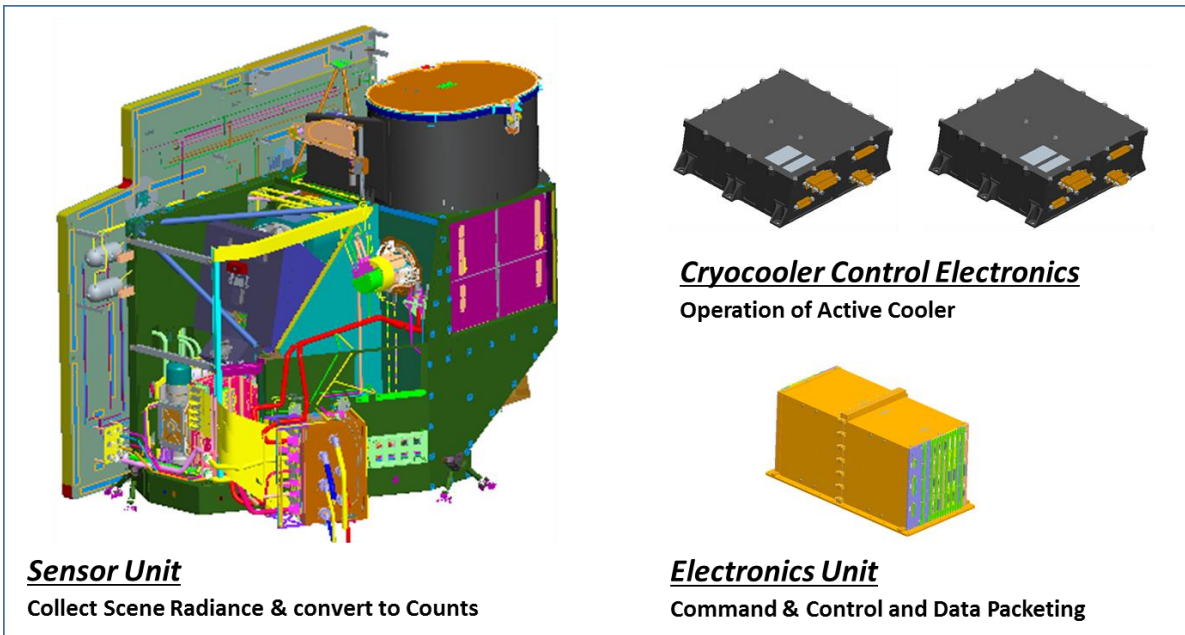 Cryocooler Control Electronics
Operation of Active Cooler
Sensor Unit
Collect Scene Radiance & convert to Counts
Electronics Unit
Command & Control and Data Packeting